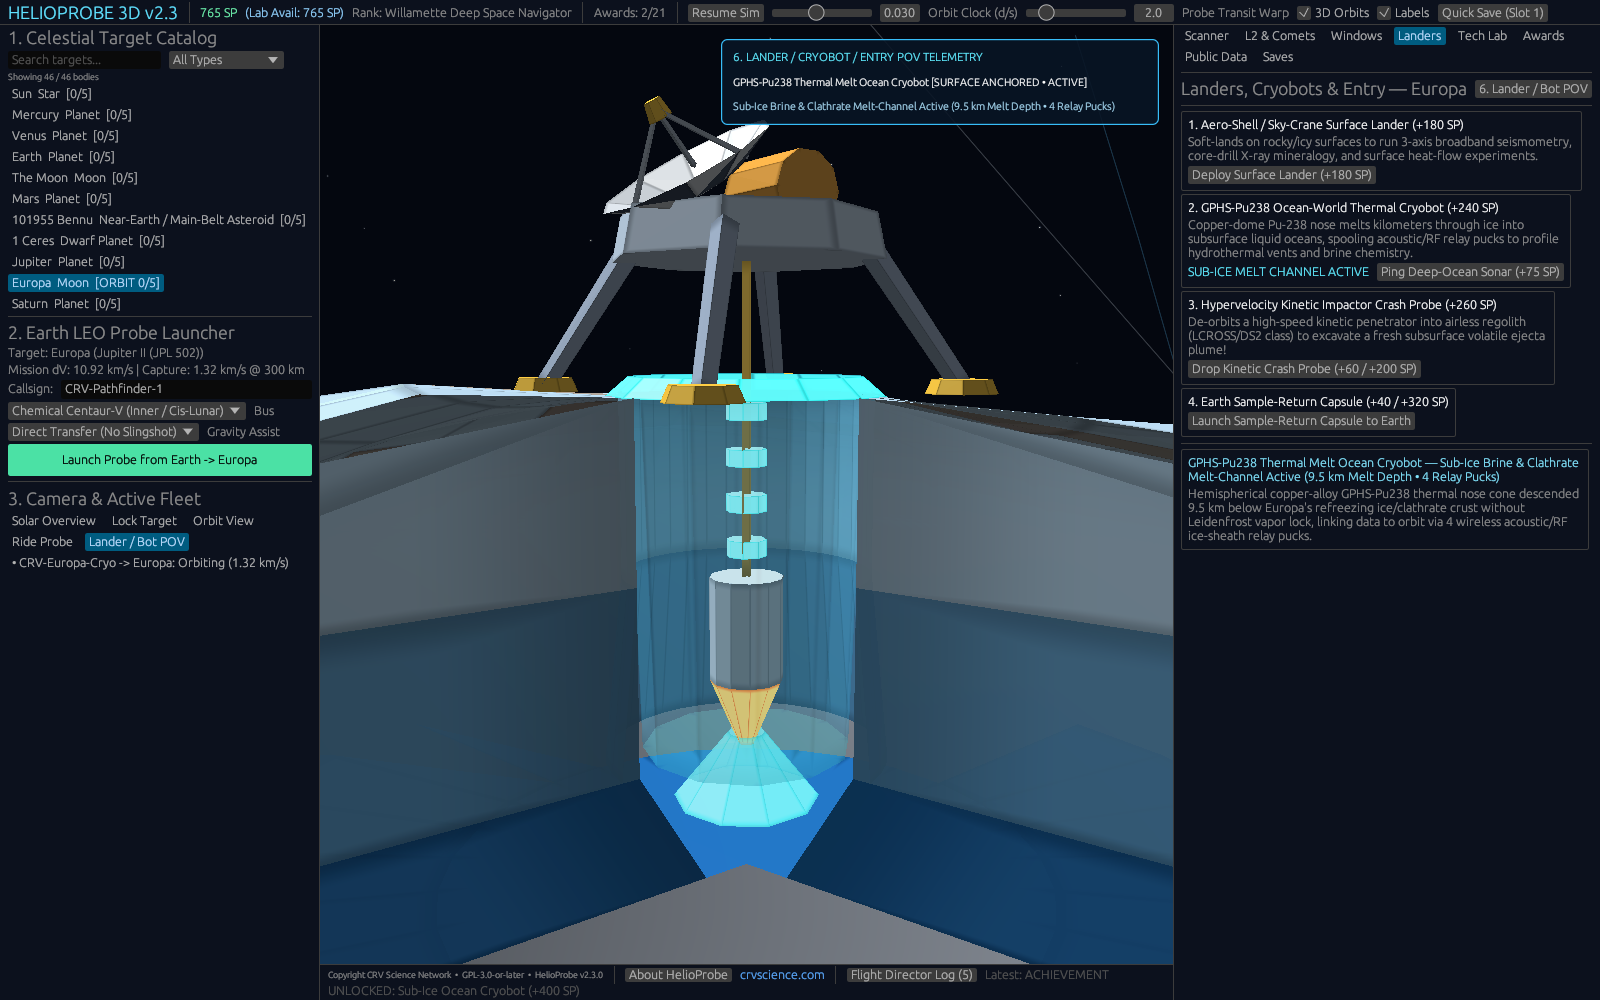 HELIOPROBE 3D v2.3
765 SP (Lab Avail: 765 SP) Rank: Willamette Deep Space Navigator
Awards: 2/21
Resume Sim
0.030 Orbit Clock (d/s)
2.0 Probe Transit Warp
3D Orbits
Labels
Quick Save (Slot 1)
1. Celestial Target Catalog
Search targets...
All Types
Showing 46 / 46 bodies
Sun Star [0/5]
Mercury Planet [0/5]
Venus Planet [0/5]
Earth Planet [0/5]
The Moon Moon [0/5]
Mars Planet [0/5]
101955 Bennu Near-Earth / Main-Belt Asteroid [0/5]
1 Ceres Dwarf Planet [0/5]
Jupiter Planet [0/5]
Europa Moon [ORBIT 0/5]
Saturn Planet [0/5]
2. Earth LEO Probe Launcher
Target: Europa (Jupiter II (JPL 502))
Mission dV: 10.92 km/s | Capture: 1.32 km/s @ 300 km
Callsign: CRV-Pathfinder-1
Chemical Centaur-V (Inner / Cis-Lunar) Bus
Direct Transfer (No Slingshot) Gravity Assist
Launch Probe from Earth -> Europa
3. Camera & Active Fleet
Solar Overview Lock Target Orbit View
Ride Probe Lander / Bot POV
• CRV-Europa-Cryo -> Europa: Orbiting (1.32 km/s)
6. LANDER / CRYOBOT / ENTRY POV TELEMETRY
GPHS-Pu238 Thermal Melt Ocean Cryobot [SURFACE ANCHORED • ACTIVE]
Sub-Ice Brine & Clathrate Melt-Channel Active (9.5 km Melt Depth • 4 Relay Pucks)
Scanner L2 & Comets Windows Landers Tech Lab Awards
Public Data Saves
Landers, Cryobots & Entry — Europa 6. Lander / Bot POV
1. Aero-Shell / Sky-Crane Surface Lander (+180 SP)
Soft-lands on rocky/icy surfaces to run 3-axis broadband seismometry,
core-drill X-ray mineralogy, and surface heat-flow experiments.
Deploy Surface Lander (+180 SP)
2. GPHS-Pu238 Ocean-World Thermal Cryobot (+240 SP)
Copper-dome Pu-238 nose melts kilometers through ice into
subsurface liquid oceans, spooling acoustic/RF relay pucks to profile
hydrothermal vents and brine chemistry.
SUB-ICE MELT CHANNEL ACTIVE Ping Deep-Ocean Sonar (+75 SP)
3. Hypervelocity Kinetic Impactor Crash Probe (+260 SP)
De-orbits a high-speed kinetic penetrator into airless regolith
(LCROSS/DS2 class) to excavate a fresh subsurface volatile ejecta
plume!
Drop Kinetic Crash Probe (+60 / +200 SP)
4. Earth Sample-Return Capsule (+40 / +320 SP)
Launch Sample-Return Capsule to Earth
GPHS-Pu238 Thermal Melt Ocean Cryobot — Sub-Ice Brine & Clathrate
Melt-Channel Active (9.5 km Melt Depth • 4 Relay Pucks)
Hemispherical copper-alloy GPHS-Pu238 thermal nose cone descended
9.5 km below Europa's refreezing ice/clathrate crust without
Leidenfrost vapor lock, linking data to orbit via 4 wireless acoustic/RF
ice-sheath relay pucks.
Copyright CRV Science Network • GPL-3.0-or-later • HelioProbe v2.3.0
About HelioProbe crvscience.com
Flight Director Log (5) Latest: ACHIEVEMENT
UNLOCKED: Sub-Ice Ocean Cryobot (+400 SP)